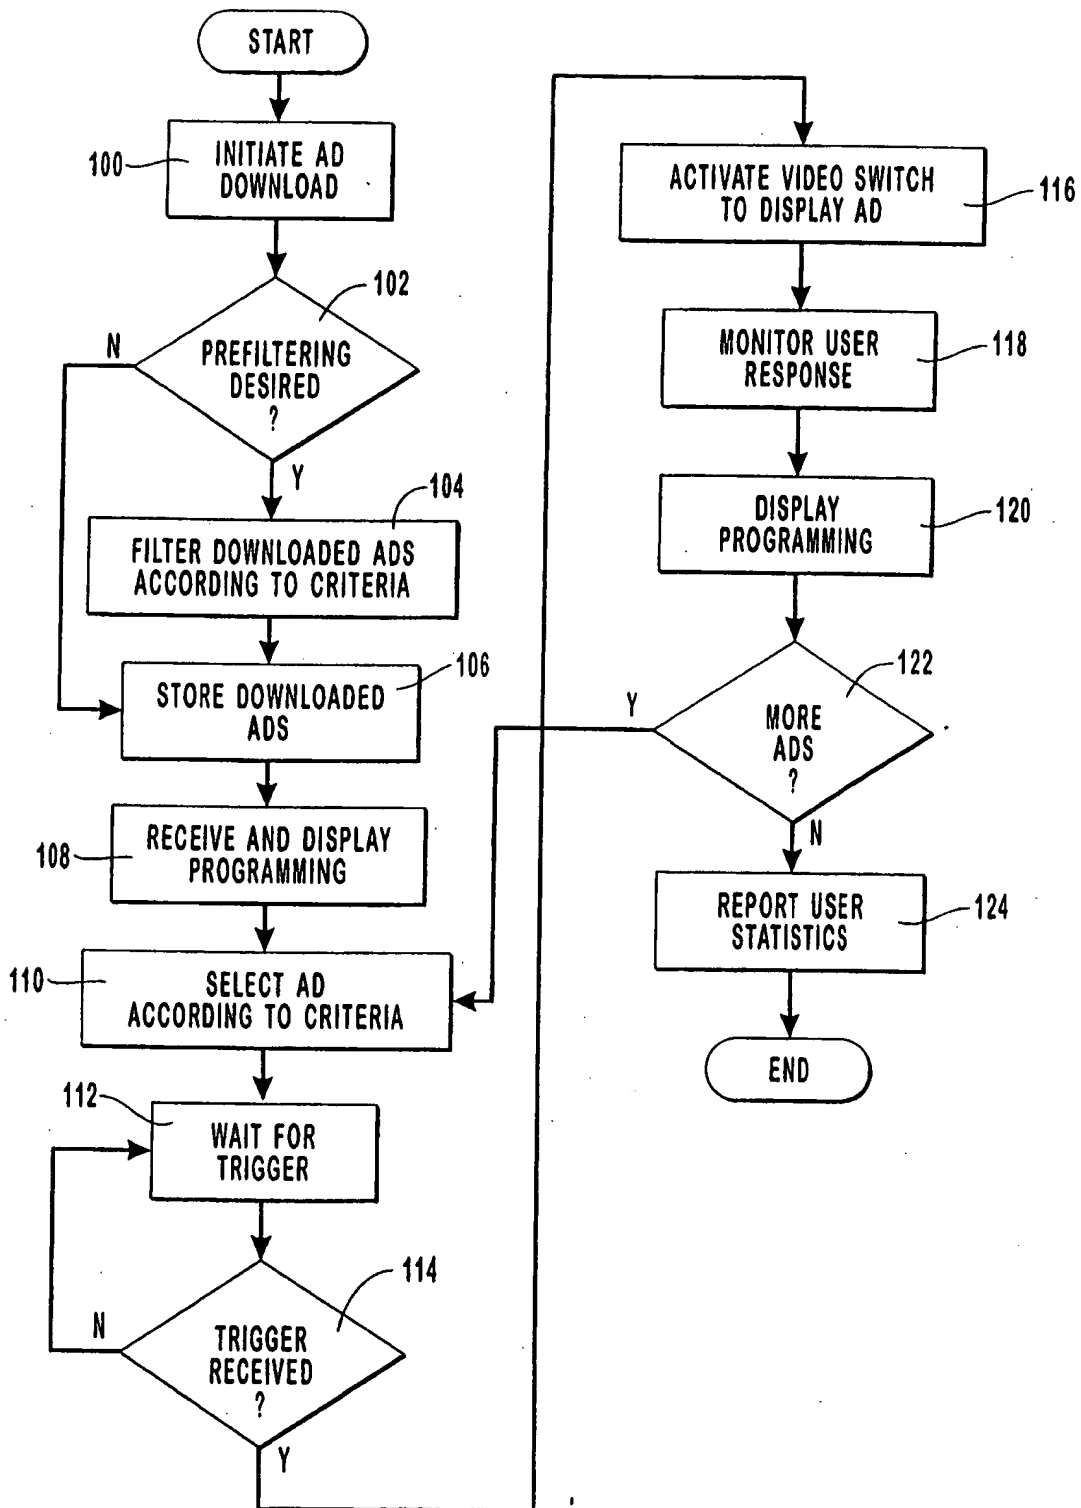 START
100
INITIATE AD
DOWNLOAD
102
N
PREFILTERING
DESIRED
?
Y
104
FILTER DOWNLOADED ADS
ACCORDING TO CRITERIA
106
STORE DOWNLOADED
ADS
108
RECEIVE AND DISPLAY
PROGRAMMING
110
SELECT AD
ACCORDING TO CRITERIA
112
WAIT FOR
TRIGGER
114
N
TRIGGER
RECEIVED
?
Y
ACTIVATE VIDEO SWITCH
TO DISPLAY AD
116
MONITOR USER
RESPONSE
118
DISPLAY
PROGRAMMING
120
122
Y
MORE
ADS
?
N
REPORT USER
STATISTICS
124
END